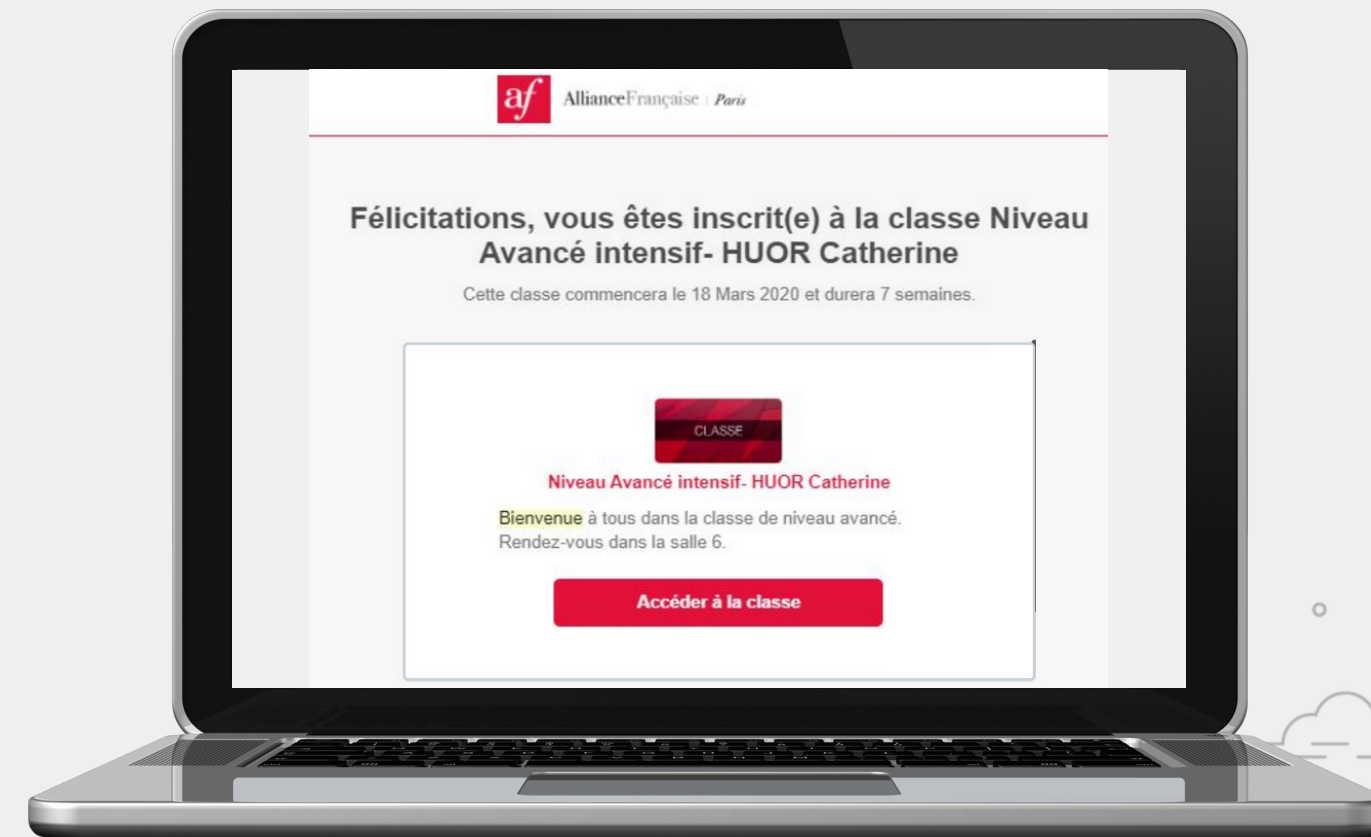 af
AllianceFrançaise | Paris
Félicitations, vous êtes inscrit(e) à la classe Niveau
Avancé intensif- HUOR Catherine
Cette classe commencera le 18 Mars 2020 et durera 7 semaines.
CLASSE
Niveau Avancé intensif- HUOR Catherine
Bienvenue à tous dans la classe de niveau avancé.
Rendez-vous dans la salle 6.
Accéder à la classe